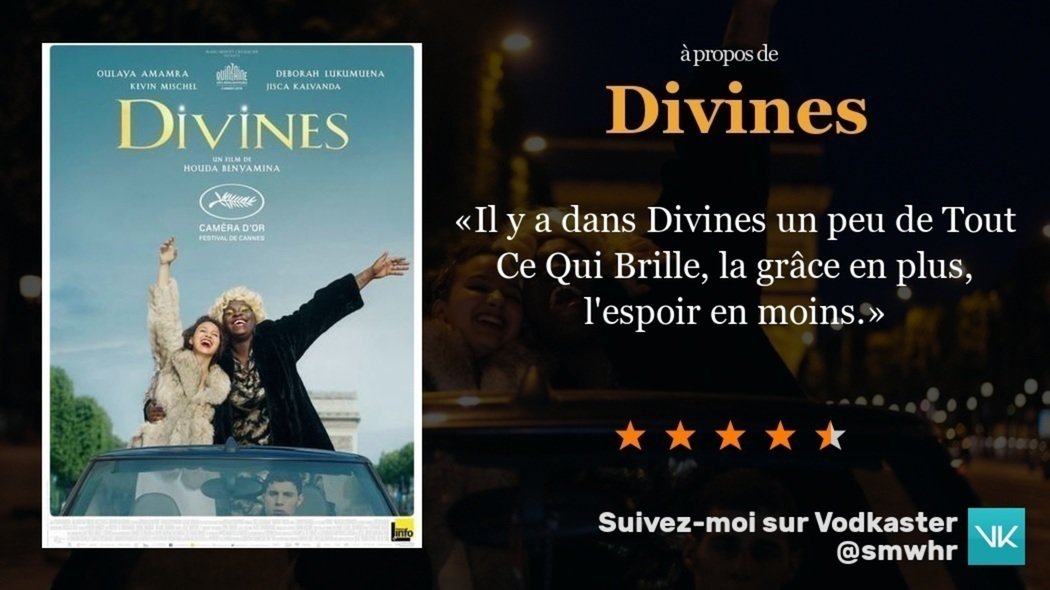 OULAYA AMAMRA
DEBORAH LUKUMUENA
KEVIN MISCHEL
JISCA KALVANDA
DIVINES
UN FILM DE
HOUDA BENYAMINA
CAMÉRA D'OR
FESTIVAL DE CANNES
info
à propos de
Divines
«Il y a dans Divines un peu de Tout
Ce Qui Brille, la grâce en plus,
l'espoir en moins.»
Suivez-moi sur Vodkaster
@smwhr
VK